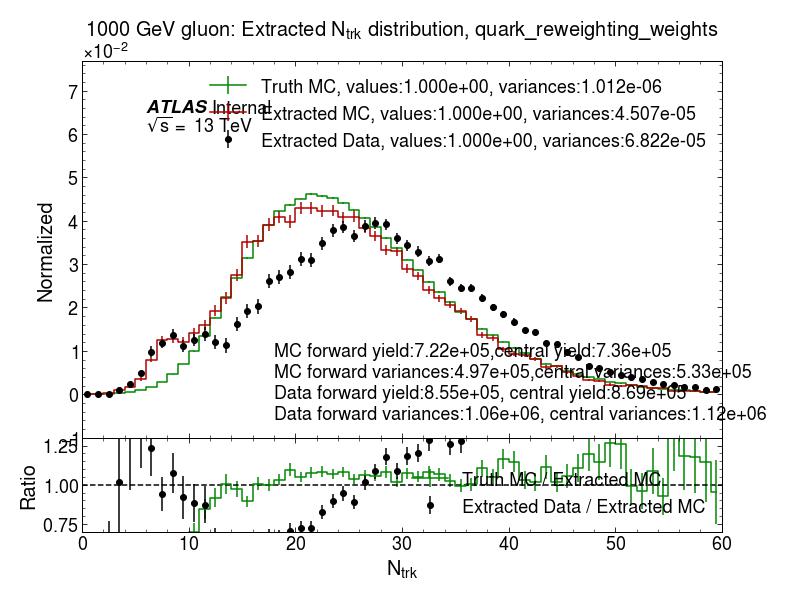 1000 GeV gluon: Extracted Ntrk distribution, quark_reweighting_weights
×10−2
Truth MC, values:1.000e+00, variances:1.012e-06
ATLAS Internal
Extracted MC, values:1.000e+00, variances:4.507e-05
√s = 13 TeV
Extracted Data, values:1.000e+00, variances:6.822e-05
7
6
5
4
3
2
1
0
−1
Normalized
MC forward yield:7.22e+05,central yield:7.36e+05
MC forward variances:4.97e+05,central variances:5.33e+05
Data forward yield:8.55e+05, central yield:8.69e+05
Data forward variances:1.06e+06, central variances:1.12e+06
1.25
1.00
0.75
Ratio
Truth MC / Extracted MC
Extracted Data / Extracted MC
0 10 20 30 40 50 60
Ntrk